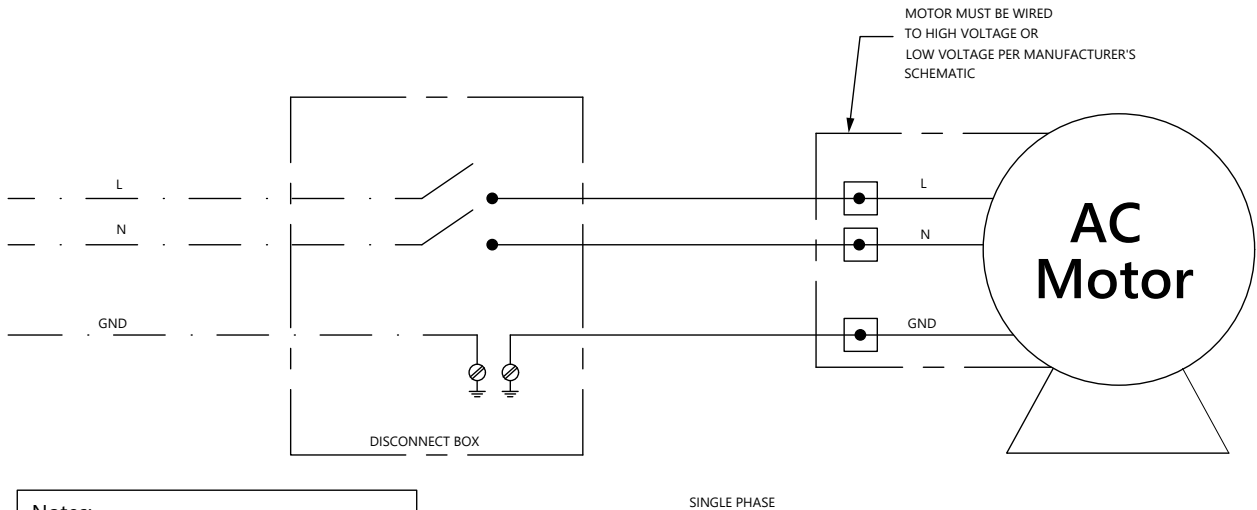 MOTOR MUST BE WIRED
TO HIGH VOLTAGE OR
LOW VOLTAGE PER MANUFACTURER'S
SCHEMATIC
L
L
N
N
AC
Motor
GND
GND
DISCONNECT BOX
SINGLE PHASE
Notes: